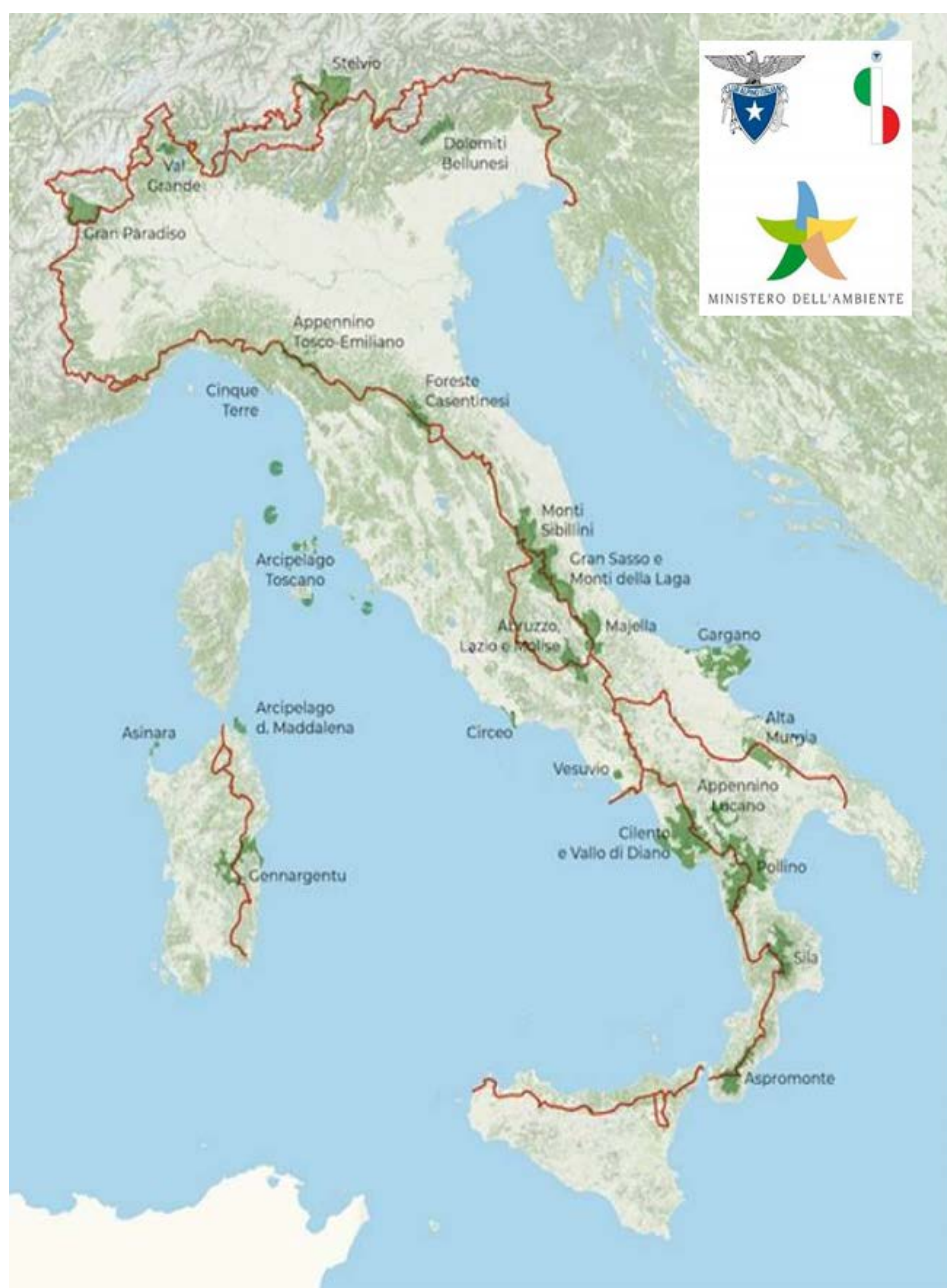 Stelvio
Dolomiti
Bellunesi
Val
Grande
Gran Paradiso
MINISTERO DELL'AMBIENTE
Appennino
Tosco-Emiliano
Cinque
Terre
Foreste
Casentinesi
Monti
Sibillini
Gran Sasso e
Monti della Laga
Arcipelago
Toscano
Abruzzo,
Lazio e Molise
Majella
Gargano
Arcipelago
d. Maddalena
Asinara
Circeo
Alta
Murgia
Vesuvio
Appennino
Lucano
Cilento
e Vallo di Diano
Pollino
Gennargentu
Sila
Aspromonte